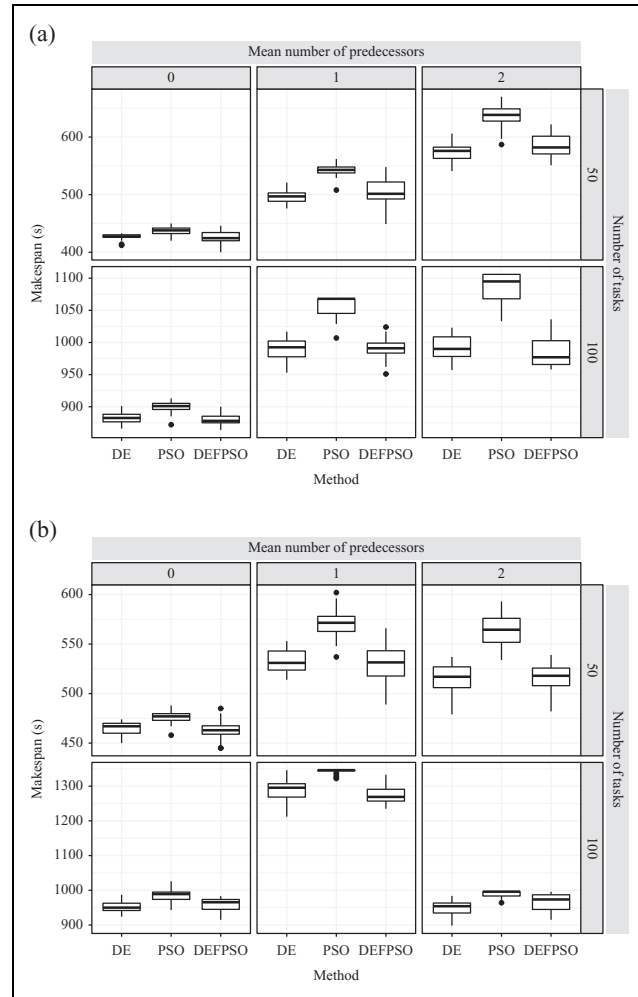 (a)
Mean number of predecessors
0 1 2
600
500
400
50
1100
1050
1000
950
900
100
Makespan (s)
Number of tasks
DE PSO DEFPSO DE PSO DEFPSO DE PSO DEFPSO
Method
(b)
Mean number of predecessors
0 1 2
600
550
500
450
50
1300
1200
1100
1000
900
100
Makespan (s)
Number of tasks
DE PSO DEFPSO DE PSO DEFPSO DE PSO DEFPSO
Method